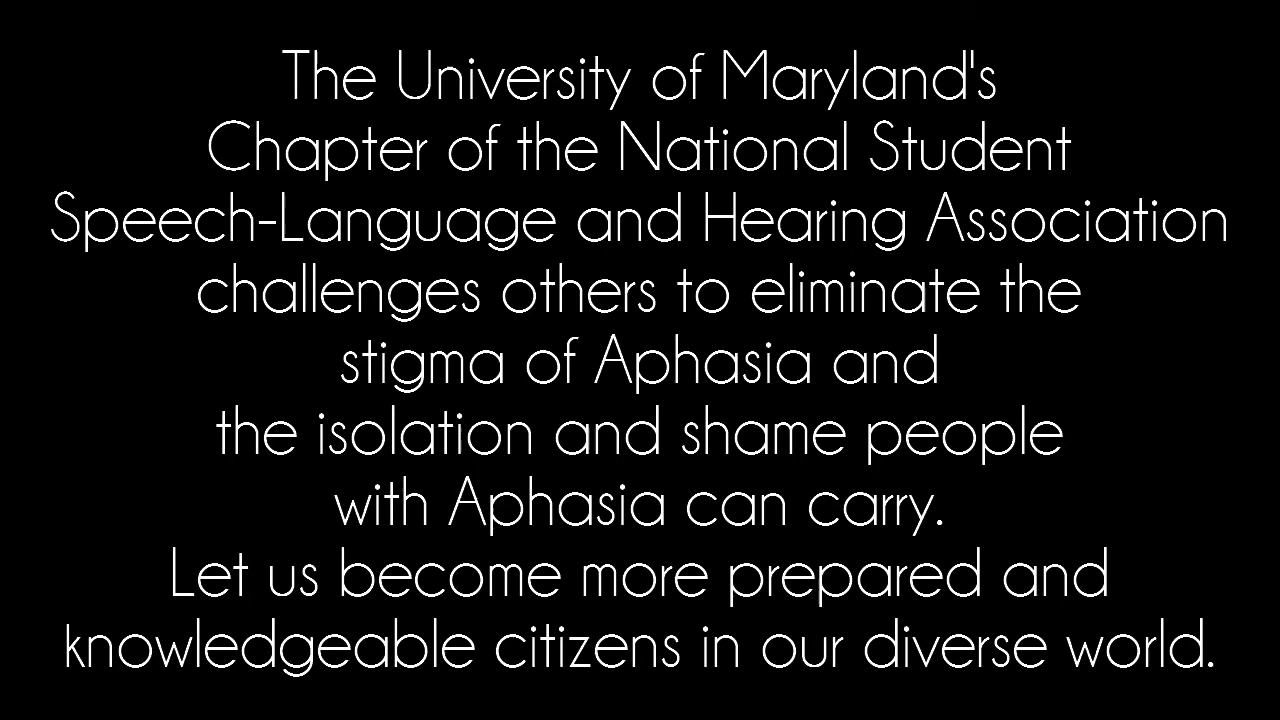 The University of Maryland's
Chapter of the National Student
Speech-Language and Hearing Association
challenges others to eliminate the
stigma of Aphasia and
the isolation and shame people
with Aphasia can carry.
Let us become more prepared and
knowledgeable citizens in our diverse world.